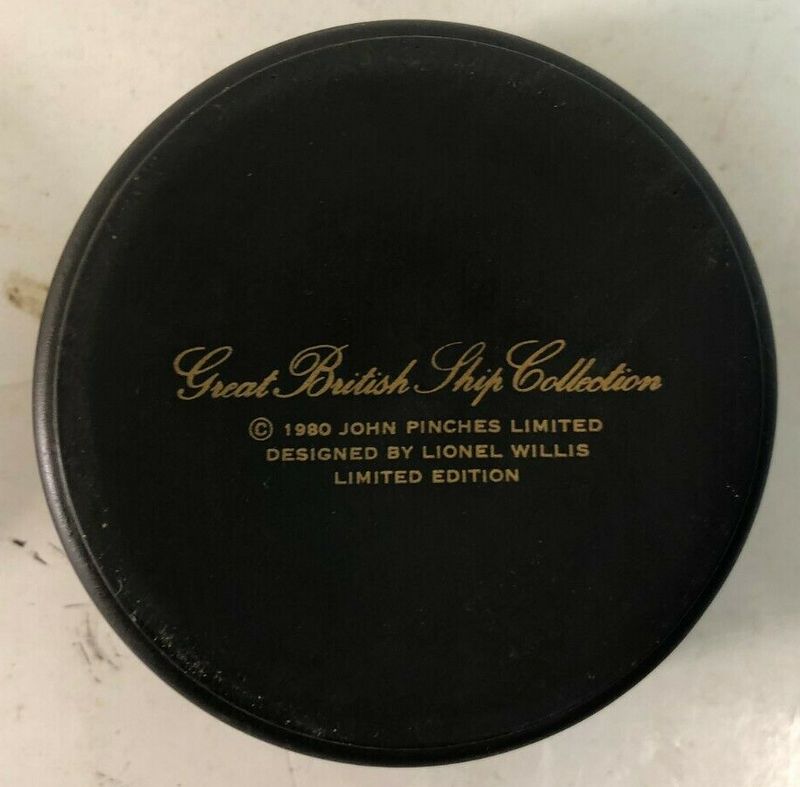 Great British Ship Collection
© 1980 JOHN PINCHES LIMITED
DESIGNED BY LIONEL WILLIS
LIMITED EDITION